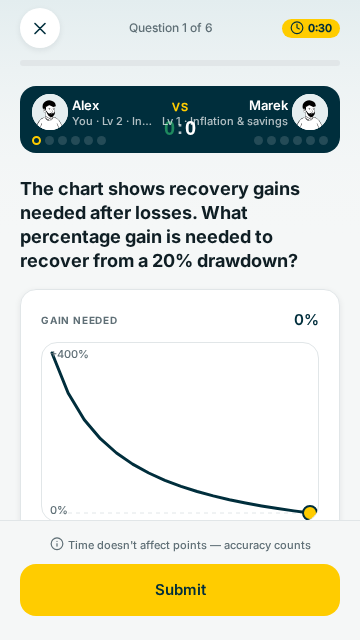 Question 1 of 6
0:30
Alex
VS
Marek
You · Lv 2 · In...
Lv 1 · Inflation & savings
0:0
The chart shows recovery gains
needed after losses. What
percentage gain is needed to
recover from a 20% drawdown?
GAIN NEEDED
0%
+400%
0%
Time doesn't affect points — accuracy counts
Submit